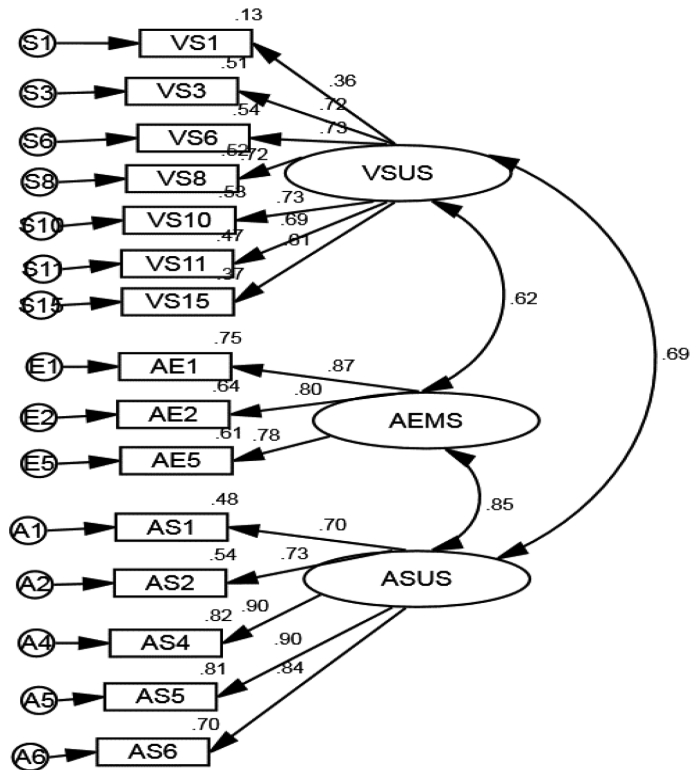 .13
S1 VS1
.51 .36
S3 VS3 .72
.54
S6 VS6 .73
.52 .72
S8 VS8 VSUS
.53
S10 VS10 .73
.69
.47
S11 VS11 .61
.37
S15 VS15
.62
.69
.75
E1 AE1 .87
.64 .80
E2 AE2 AEMS
.61 .78
E5 AE5
.48 .85
A1 AS1 .70
.54 .73
A2 AS2 ASUS
.82 .90
A4 AS4 .90
.81 .84
A5 AS5
.70
A6 AS6